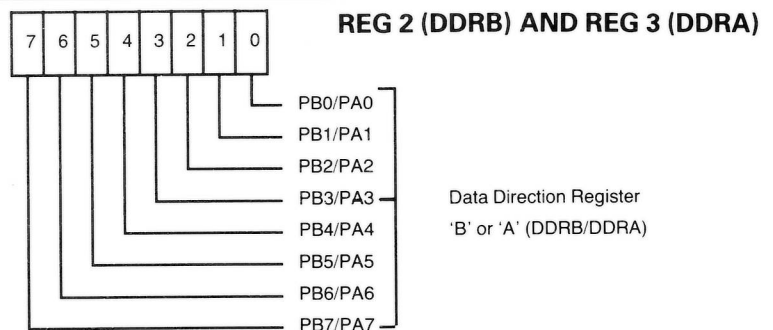 REG 2 (DDRB) AND REG 3 (DDRA)
7 6 5 4 3 2 1 0
PB0/PA0
PB1/PA1
PB2/PA2
PB3/PA3
PB4/PA4
PB5/PA5
PB6/PA6
PB7/PA7
Data Direction Register
‘B’ or ‘A’ (DDRB/DDRA)